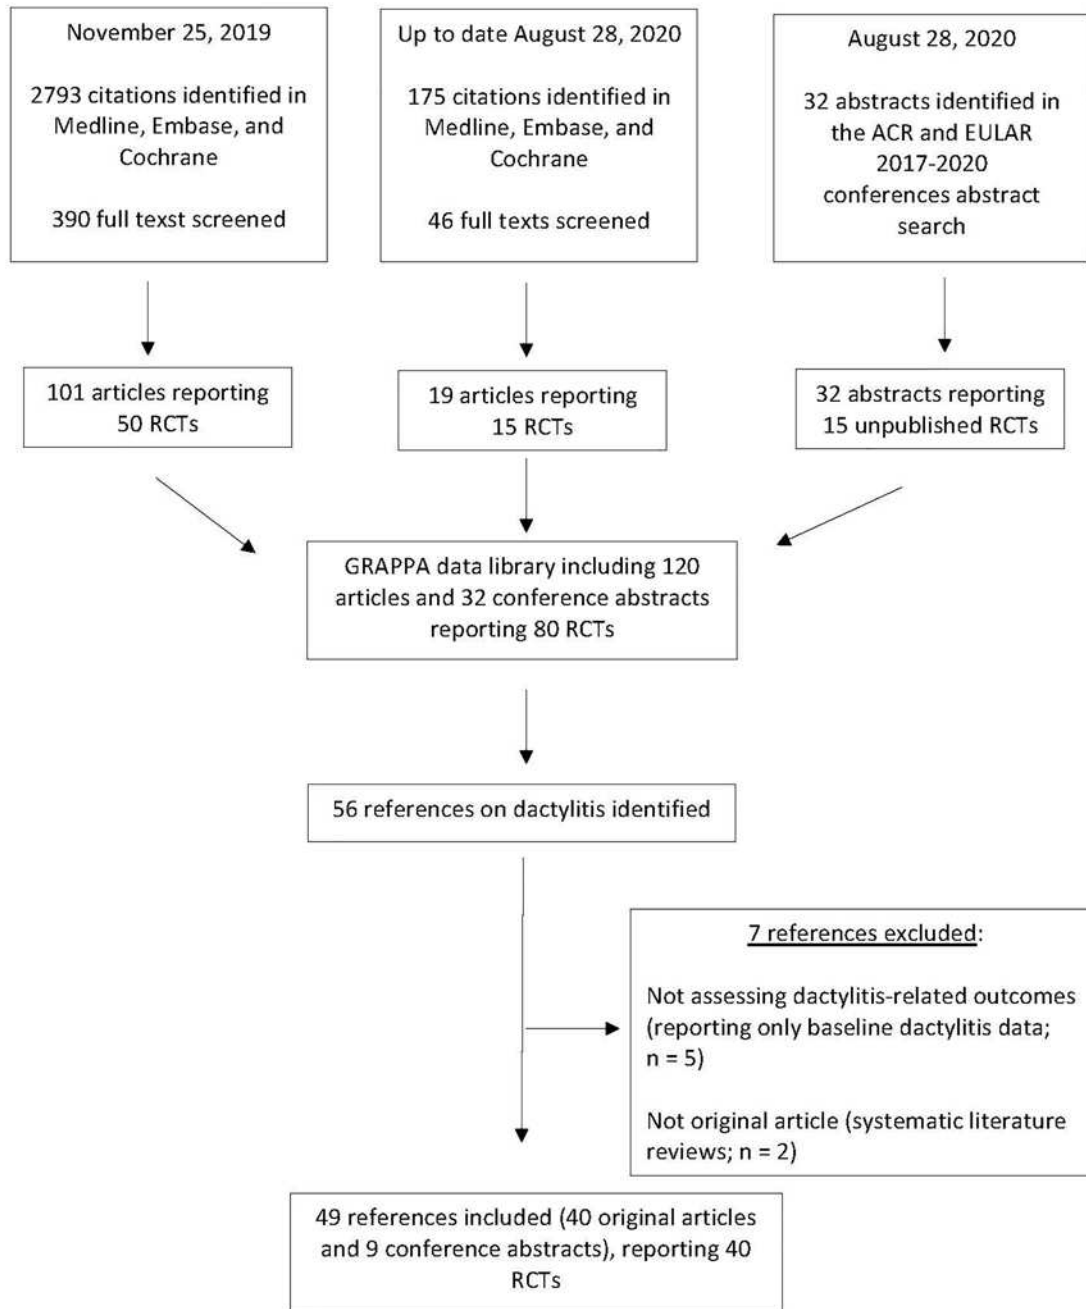 November 25, 2019
2793 citations identified in
Medline, Embase, and
Cochrane
390 full texst screened
Up to date August 28, 2020
175 citations identified in
Medline, Embase, and
Cochrane
46 full texts screened
August 28, 2020
32 abstracts identified in
the ACR and EULAR
2017-2020
conferences abstract
search
101 articles reporting
50 RCTs
19 articles reporting
15 RCTs
32 abstracts reporting
15 unpublished RCTs
GRAPPA data library including 120
articles and 32 conference abstracts
reporting 80 RCTs
56 references on dactylitis identified
7 references excluded:
Not assessing dactylitis-related outcomes
(reporting only baseline dactylitis data;
n = 5)
Not original article (systematic literature
reviews; n = 2)
49 references included (40 original articles
and 9 conference abstracts), reporting 40
RCTs